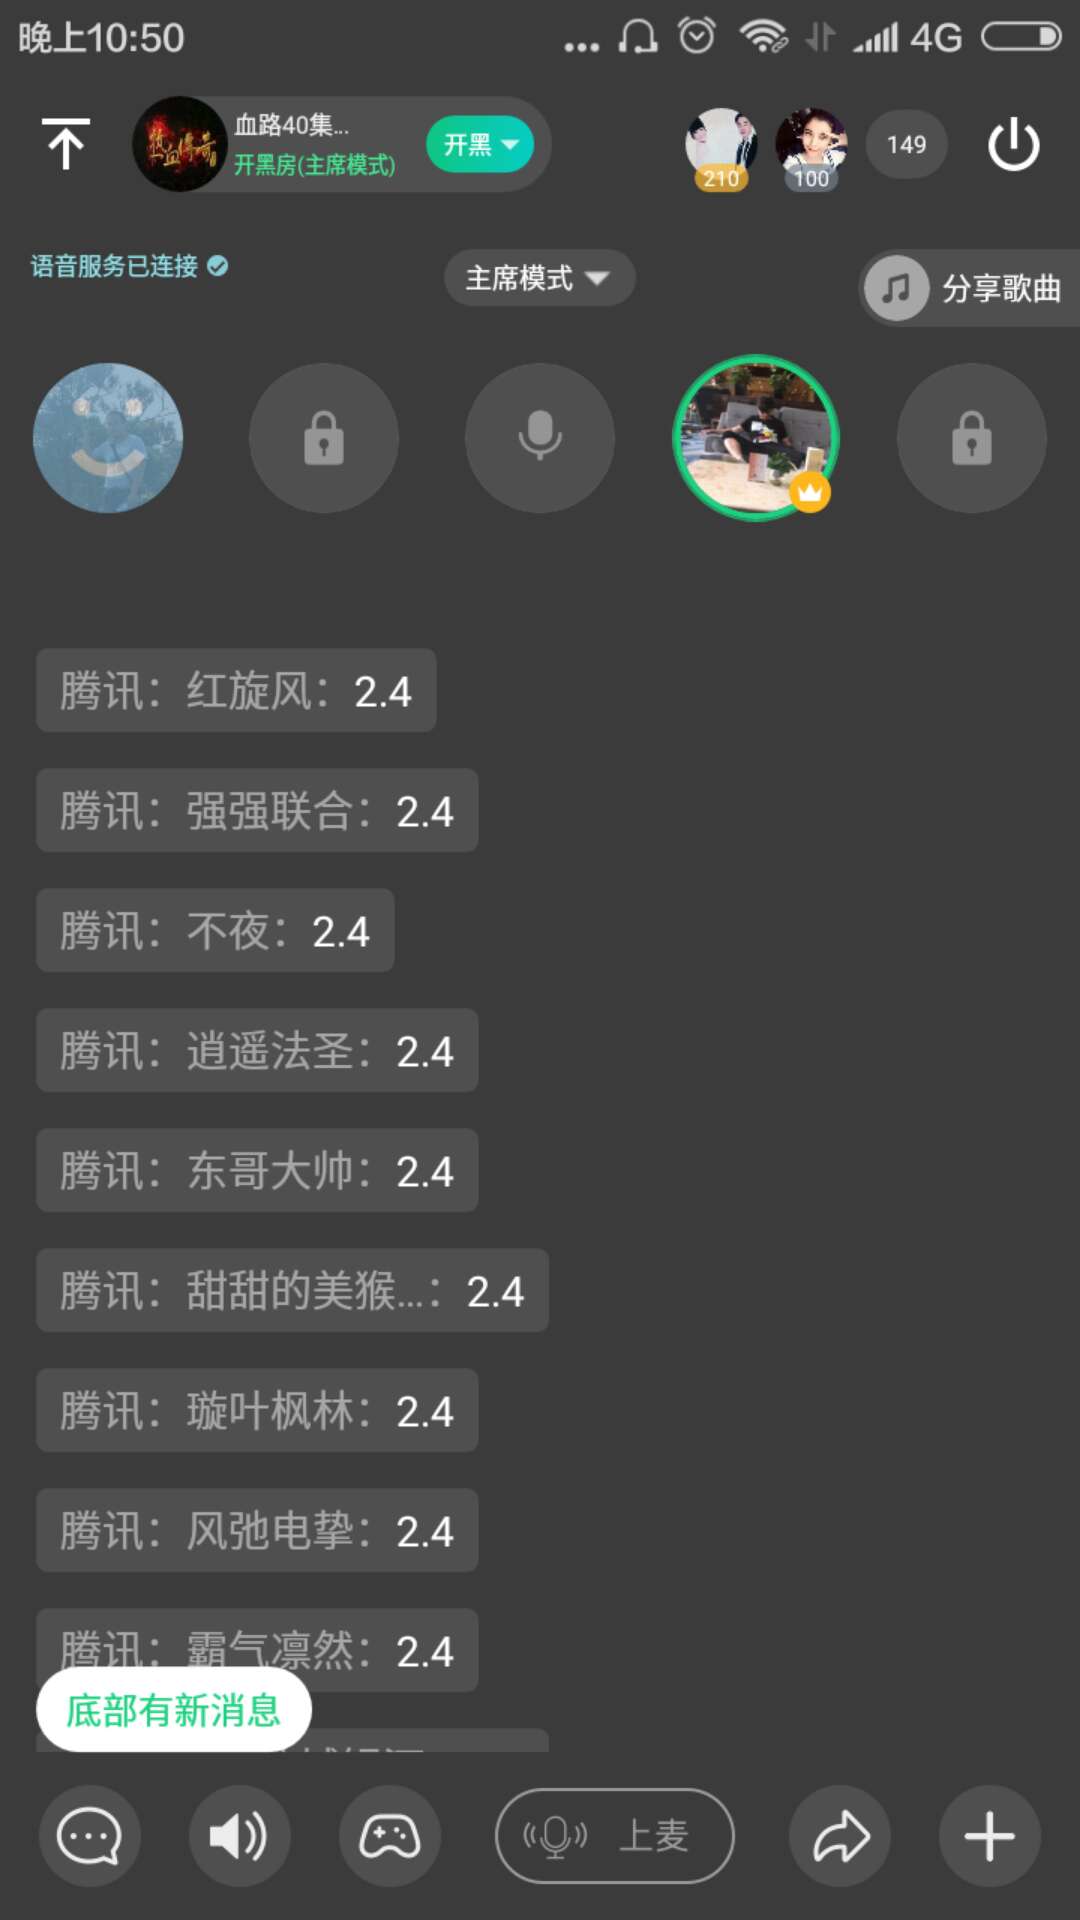 晚上10:50
4G
热血传奇
血路40集...
开黑房(主席模式)
开黑
210
100
149
语音服务已连接
主席模式
分享歌曲
腾讯：红旋风：2.4
腾讯：强强联合：2.4
腾讯：不夜：2.4
腾讯：逍遥法圣：2.4
腾讯：东哥大帅：2.4
腾讯：甜甜的美猴...：2.4
腾讯：璇叶枫林：2.4
腾讯：风弛电挚：2.4
腾讯：霸气凛然：2.4
底部有新消息
上麦